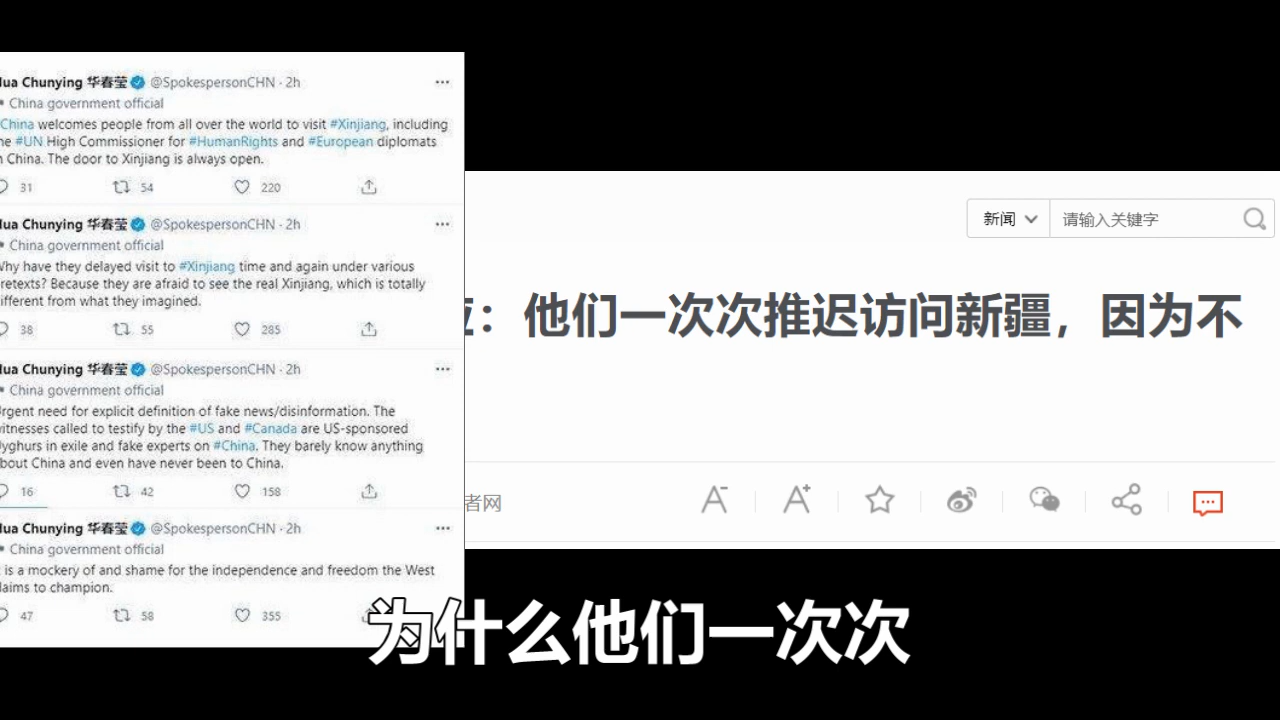 Hua Chunying 华春莹 @SpokespersonCHN · 2h
China government official
China welcomes people from all over the world to visit #Xinjiang, including
the #UN High Commissioner for #HumanRights and #European diplomats
in China. The door to Xinjiang is always open.
31 54 220
Hua Chunying 华春莹 @SpokespersonCHN · 2h
China government official
Why have they delayed visit to #Xinjiang time and again under various
pretexts? Because they are afraid to see the real Xinjiang, which is totally
different from what they imagined.
38 55 285
Hua Chunying 华春莹 @SpokespersonCHN · 2h
China government official
Urgent need for explicit definition of fake news/disinformation. The
witnesses called to testify by the #US and #Canada are US-sponsored
Uyghurs in exile and fake experts on #China. They barely know anything
about China and even have never been to China.
16 42 158
Hua Chunying 华春莹 @SpokespersonCHN · 2h
China government official
It is a mockery of and shame for the independence and freedom the West
claims to champion.
47 58 355
新闻 请输入关键字
：他们一次次推迟访问新疆，因为不
者网 A- A+
为什么他们一次次